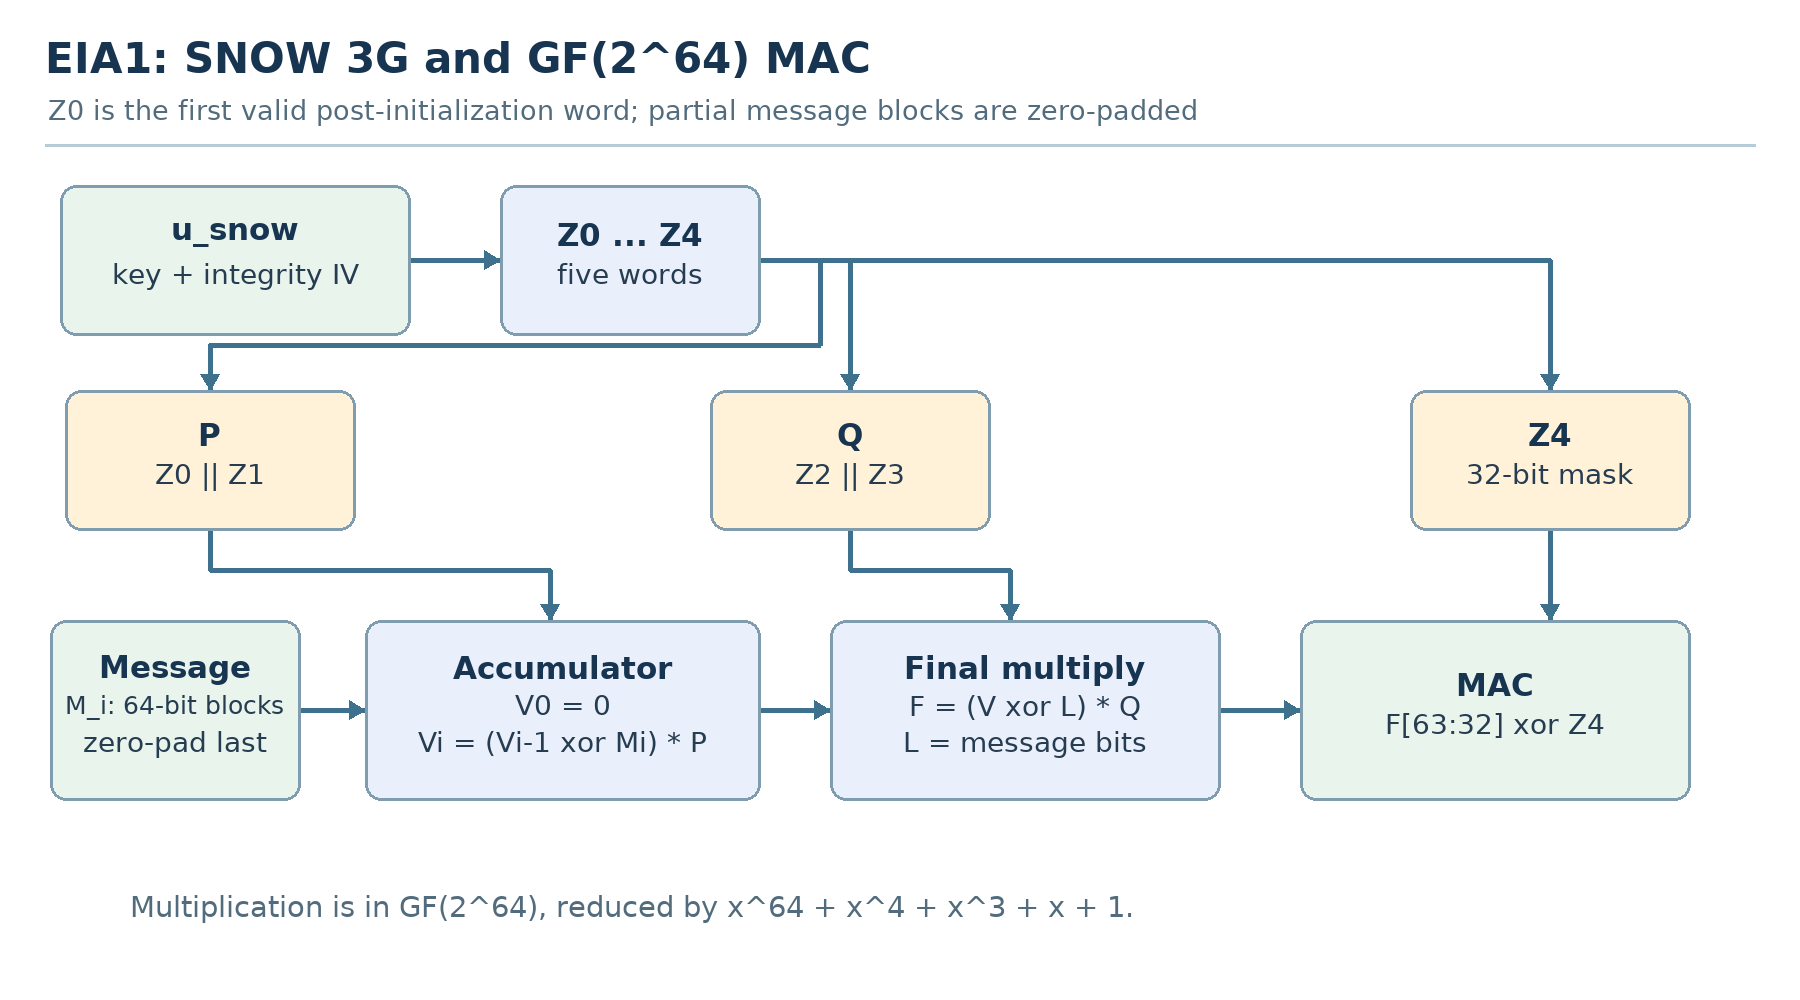 EIA1: SNOW 3G and GF(2^64) MAC
Z0 is the first valid post-initialization word; partial message blocks are zero-padded
u_snow
key + integrity IV
Z0 ... Z4
five words
P
Z0 || Z1
Q
Z2 || Z3
Z4
32-bit mask
Message
M_i: 64-bit blocks
zero-pad last
Accumulator
V0 = 0
Vi = (Vi-1 xor Mi) * P
Final multiply
F = (V xor L) * Q
L = message bits
MAC
F[63:32] xor Z4
Multiplication is in GF(2^64), reduced by x^64 + x^4 + x^3 + x + 1.